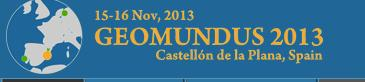 15-16 Nov, 2013
GEOMUNDUS 2013
Castellón de la Plana, Spain